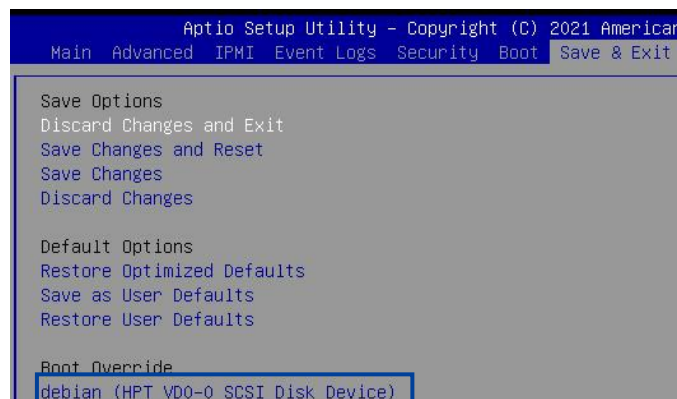 Aptio Setup Utility – Copyright (C) 2021 American
Main Advanced IPMI Event Logs Security Boot Save & Exit
Save Options
Discard Changes and Exit
Save Changes and Reset
Save Changes
Discard Changes
Default Options
Restore Optimized Defaults
Save as User Defaults
Restore User Defaults
Boot Override
debian (HPT VD0-0 SCSI Disk Device)